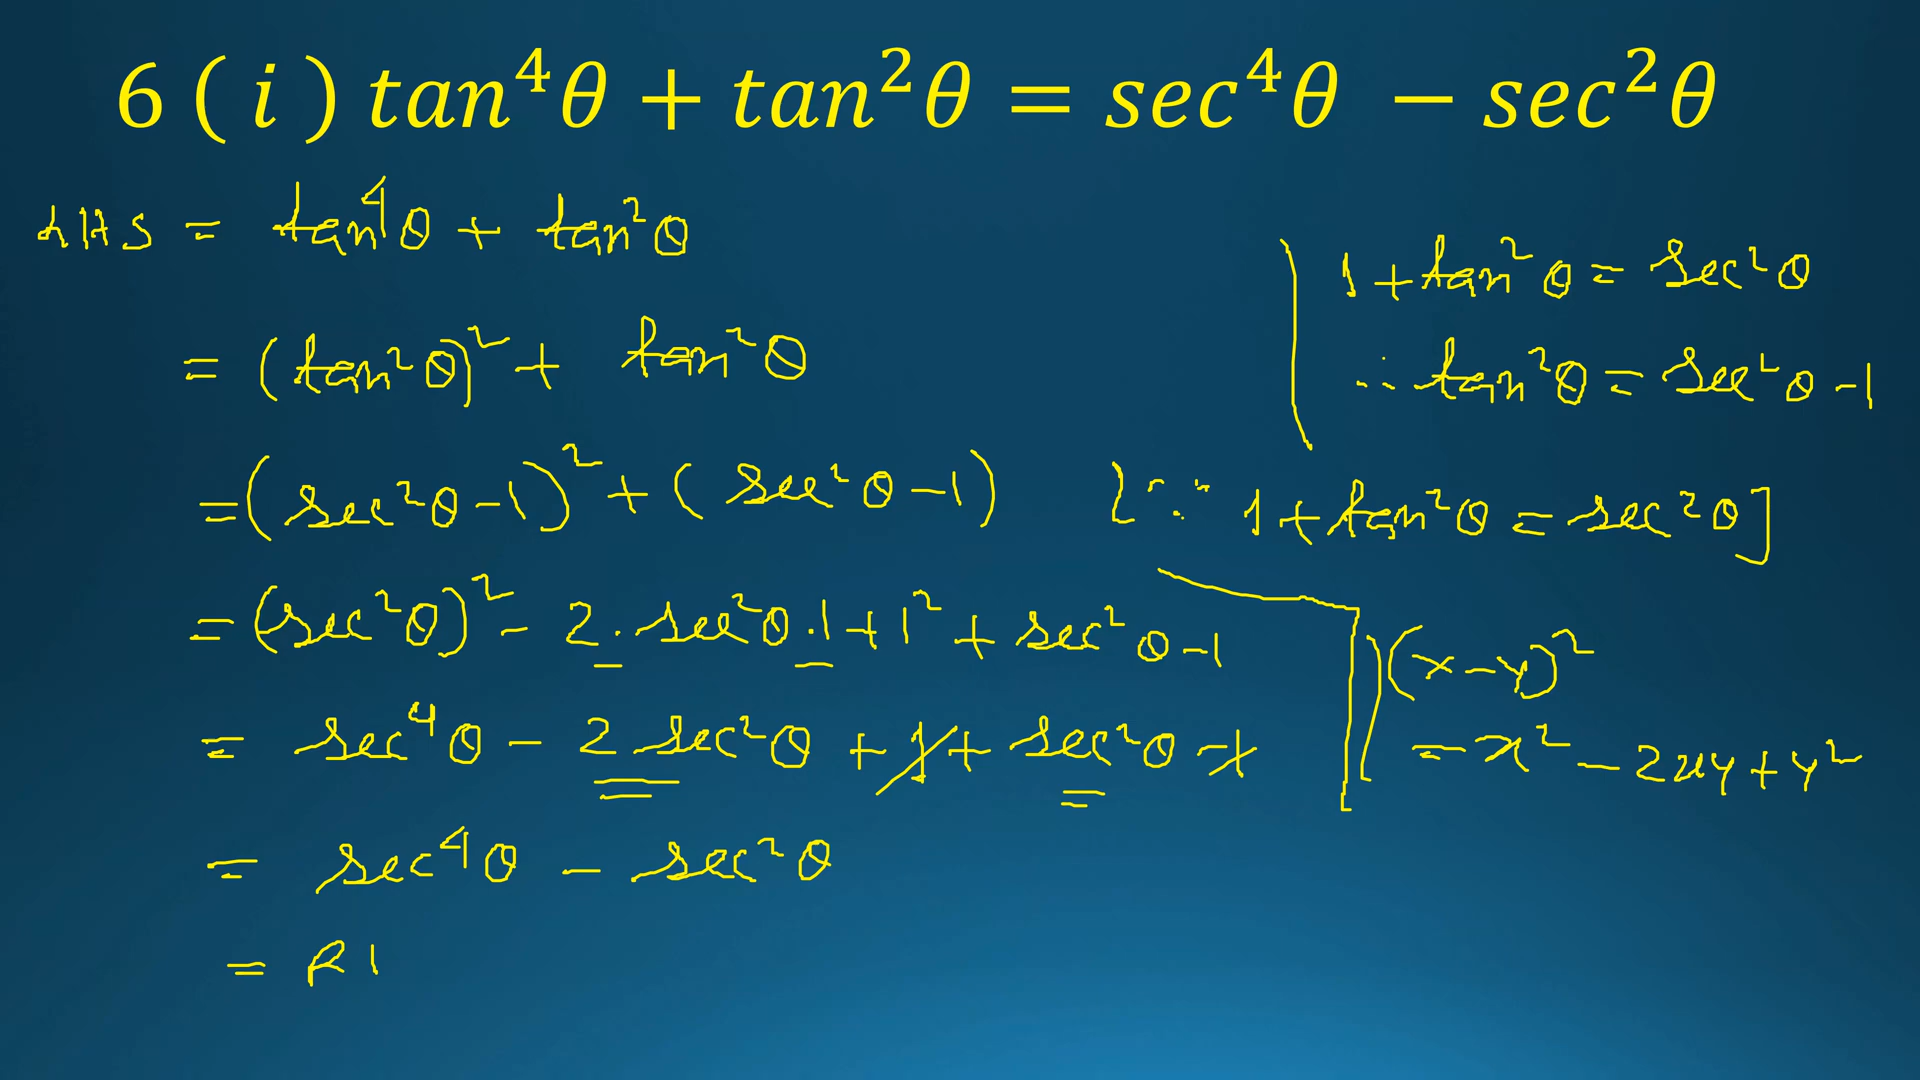 6 ( i ) tan⁴θ + tan²θ = sec⁴θ − sec²θ
LHS = tan⁴θ + tan²θ
1 + tan²θ = sec²θ
= (tan²θ)² + tan²θ
∴ tan²θ = sec²θ - 1
= (sec²θ - 1)² + (sec²θ - 1) [∵ 1 + tan²θ = sec²θ]
= (sec²θ)² - 2 · sec²θ · 1 + 1² + sec²θ - 1
(x - y)²
= sec⁴θ - 2 sec²θ + 1 + sec²θ - 1
= x² - 2xy + y²
= sec⁴θ - sec²θ
= R I